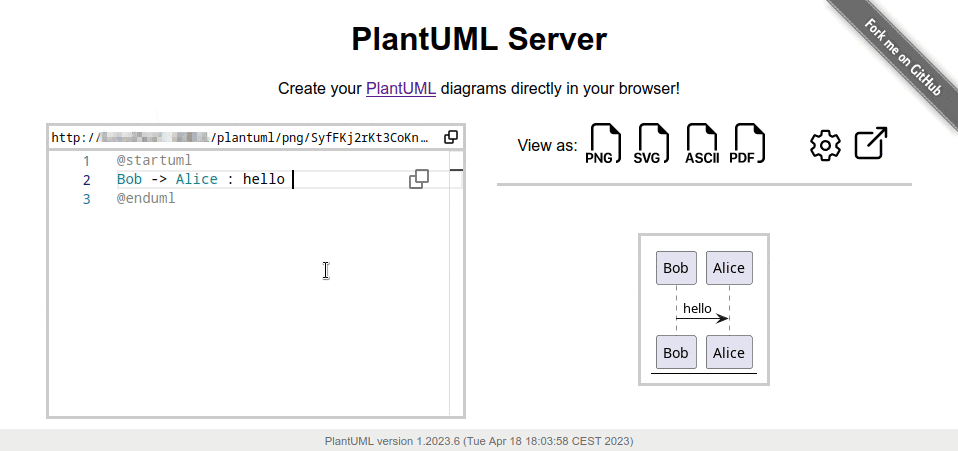 PlantUML Server
Fork me on GitHub
Create your PlantUML diagrams directly in your browser!
http:// /plantuml/png/SyfFKj2rKt3CoKn…
1 @startuml
2 Bob -> Alice : hello
3 @enduml
View as: PNG SVG ASCII PDF
Bob Alice
hello
Bob Alice
PlantUML version 1.2023.6 (Tue Apr 18 18:03:58 CEST 2023)